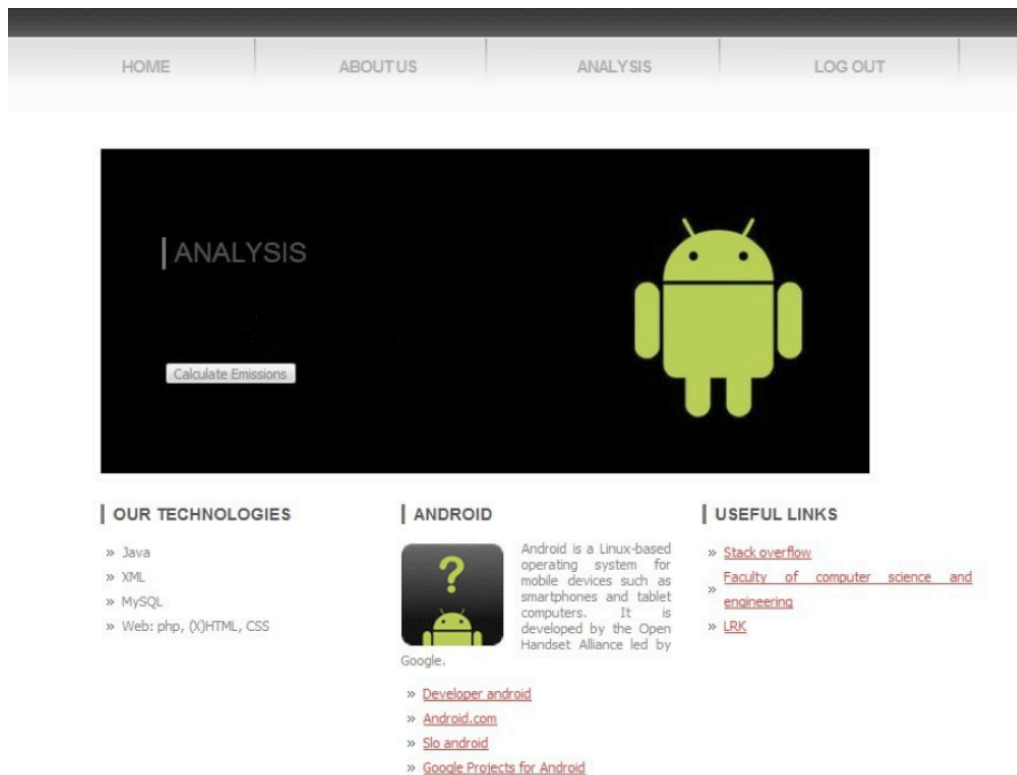 HOME
ABOUT US
ANALYSIS
LOG OUT
ANALYSIS
Calculate Emissions
OUR TECHNOLOGIES
» Java
» XML
» MySQL
» Web: php, (X)HTML, CSS
ANDROID
?
Android is a Linux-based
operating system for
mobile devices such as
smartphones and tablet
computers. It is
developed by the Open
Handset Alliance led by
Google.
» Developer android
» Android.com
» Slo android
» Google Projects for Android
USEFUL LINKS
» Stack overflow
» Faculty of computer science and
engineering
» LRK